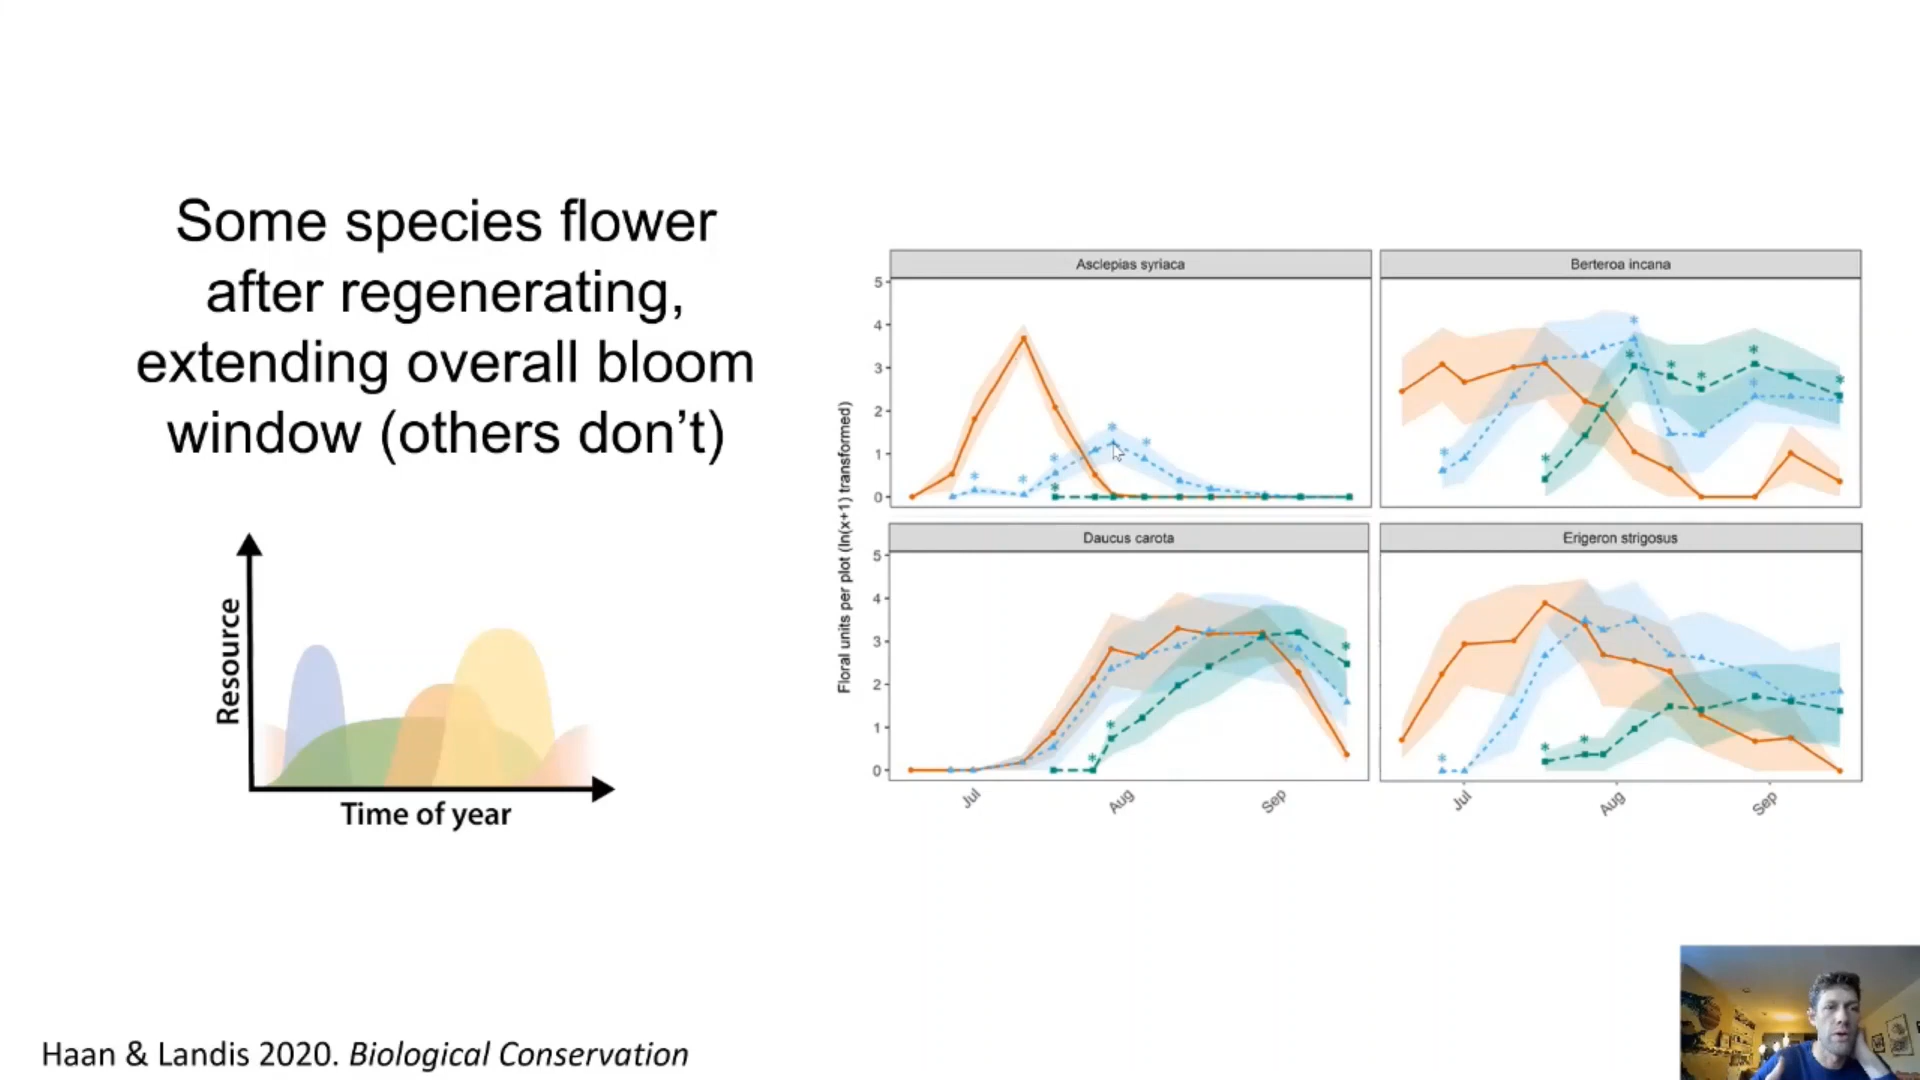 Some species flower
after regenerating,
extending overall bloom
window (others don’t)
Resource
Time of year
Floral units per plot (ln(x+1) transformed)
Asclepias syriaca
5
4
3
2
1
0
Berteroa incana
Daucus carota
5
4
3
2
1
0
Jul
Aug
Sep
Erigeron strigosus
Jul
Aug
Sep
Haan & Landis 2020. Biological Conservation